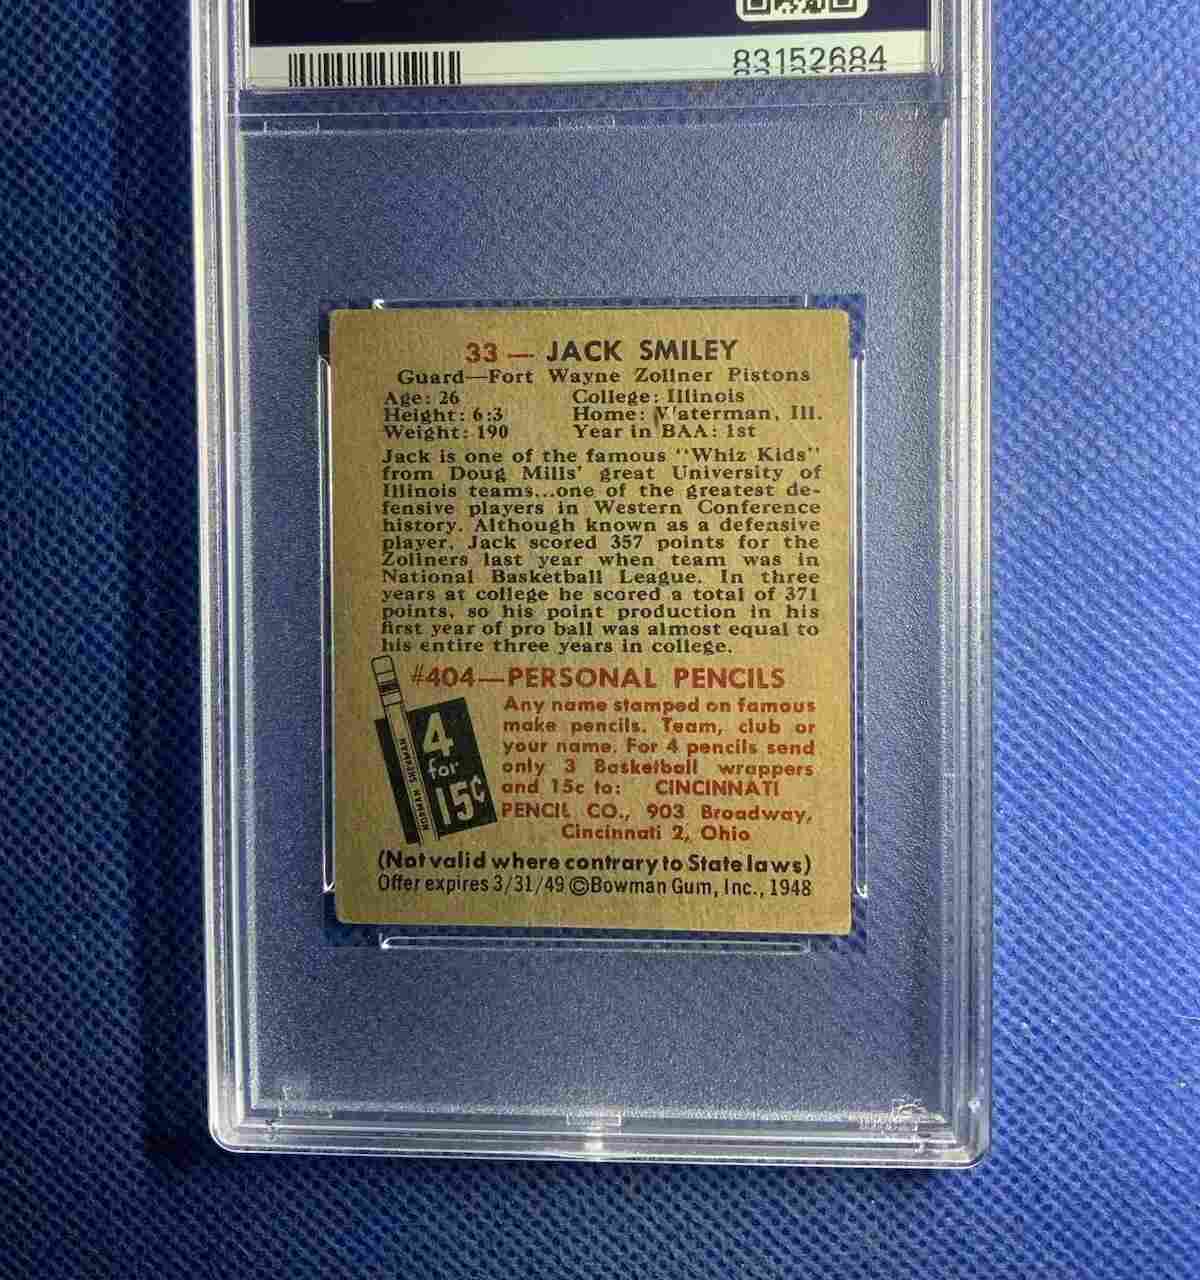 83152684
33 — JACK SMILEY
Guard—Fort Wayne Zollner Pistons
Age: 26 College: Illinois
Height: 6:3 Home: Waterman, Ill.
Weight: 190 Year in BAA: 1st
Jack is one of the famous "Whiz Kids"
from Doug Mills' great University of
Illinois teams...one of the greatest de-
fensive players in Western Conference
history. Although known as a defensive
player, Jack scored 357 points for the
Zollners last year when team was in
National Basketball League. In three
years at college he scored a total of 371
points, so his point production in his
first year of pro ball was almost equal to
his entire three years in college.
#404—PERSONAL PENCILS
4
for
15¢
NORMAN SHERMAN
Any name stamped on famous
make pencils. Team, club or
your name. For 4 pencils send
only 3 Basketball wrappers
and 15c to: CINCINNATI
PENCIL CO., 903 Broadway,
Cincinnati 2, Ohio
(Not valid where contrary to State laws)
Offer expires 3/31/49 ©Bowman Gum, Inc., 1948